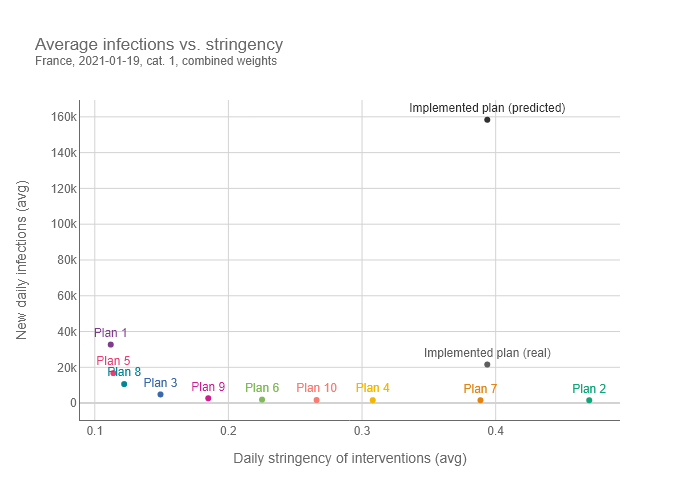 Average infections vs. stringency
France, 2021-01-19, cat. 1, combined weights
New daily infections (avg)
160k
140k
120k
100k
80k
60k
40k
20k
0
Implemented plan (predicted)
Plan 1
Implemented plan (real)
Plan 5
Plan 8
Plan 3
Plan 9
Plan 6
Plan 10
Plan 4
Plan 7
Plan 2
0.1
0.2
0.3
0.4
Daily stringency of interventions (avg)